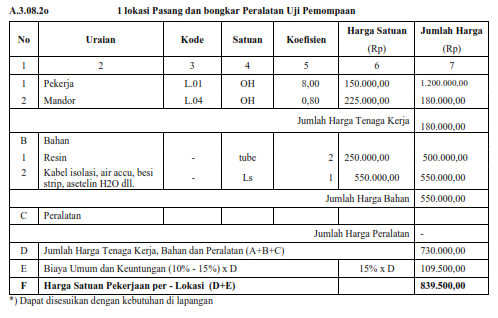 A.3.08.2o 1 lokasi Pasang dan bongkar Peralatan Uji Pemompaan
No Uraian Kode Satuan Koefisien Harga Satuan (Rp) Jumlah Harga (Rp)
1 2 3 4 5 6 7
1 Pekerja L.01 OH 8,00 150.000,00 1.200.000,00
2 Mandor L.04 OH 0,80 225.000,00 180.000,00
Jumlah Harga Tenaga Kerja 180.000,00
B Bahan
1 Resin - tube 2 250.000,00 500.000,00
2 Kabel isolasi, air accu, besi strip, asetelin H2O dll. - Ls 1 550.000,00 550.000,00
Jumlah Harga Bahan 550.000,00
C Peralatan
Jumlah Harga Peralatan -
D Jumlah Harga Tenaga Kerja, Bahan dan Peralatan (A+B+C) 730.000,00
E Biaya Umum dan Keuntungan (10% - 15%) x D 15% x D 109.500,00
F Harga Satuan Pekerjaan per - Lokasi (D+E) 839.500,00
*) Dapat disesuikan dengan kebutuhan di lapangan